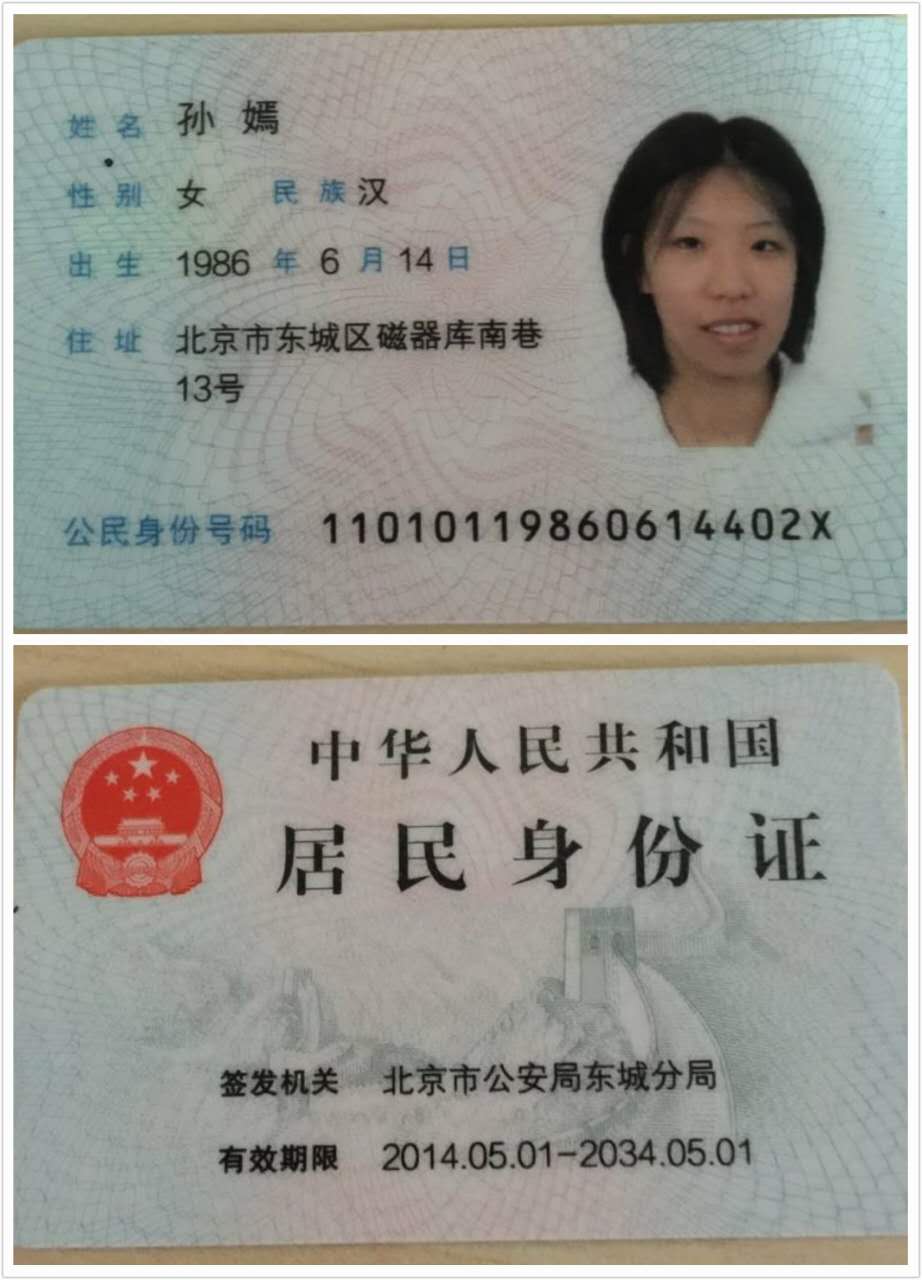 姓名 孙嫣
性别 女 民族 汉
出生 1986 年 6 月 14 日
住址 北京市东城区磁器库南巷
13号
公民身份号码 11010119860614402X
中华人民共和国
居民身份证
签发机关 北京市公安局东城分局
有效期限 2014.05.01-2034.05.01